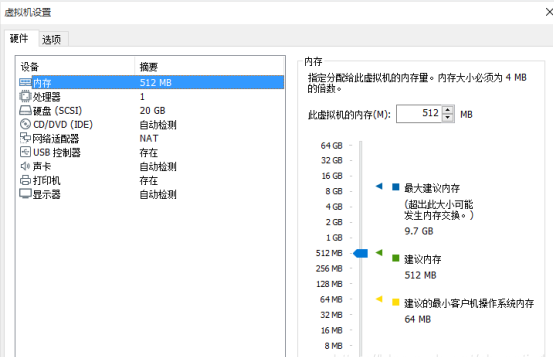 虚拟机设置
硬件 选项
设备 摘要
内存 512 MB
处理器 1
硬盘 (SCSI) 20 GB
CD/DVD (IDE) 自动检测
网络适配器 NAT
USB 控制器 存在
声卡 自动检测
打印机 存在
显示器 自动检测
内存
指定分配给此虚拟机的内存量。内存大小必须为 4 MB
的倍数。
此虚拟机的内存(M): 512 MB
64 GB
32 GB
16 GB
8 GB
4 GB
2 GB
1 GB
512 MB
256 MB
128 MB
64 MB
32 MB
16 MB
8 MB
最大建议内存
(超出此大小可能
发生内存交换。)
9.7 GB
建议内存
512 MB
建议的最小客户机操作系统内存
64 MB